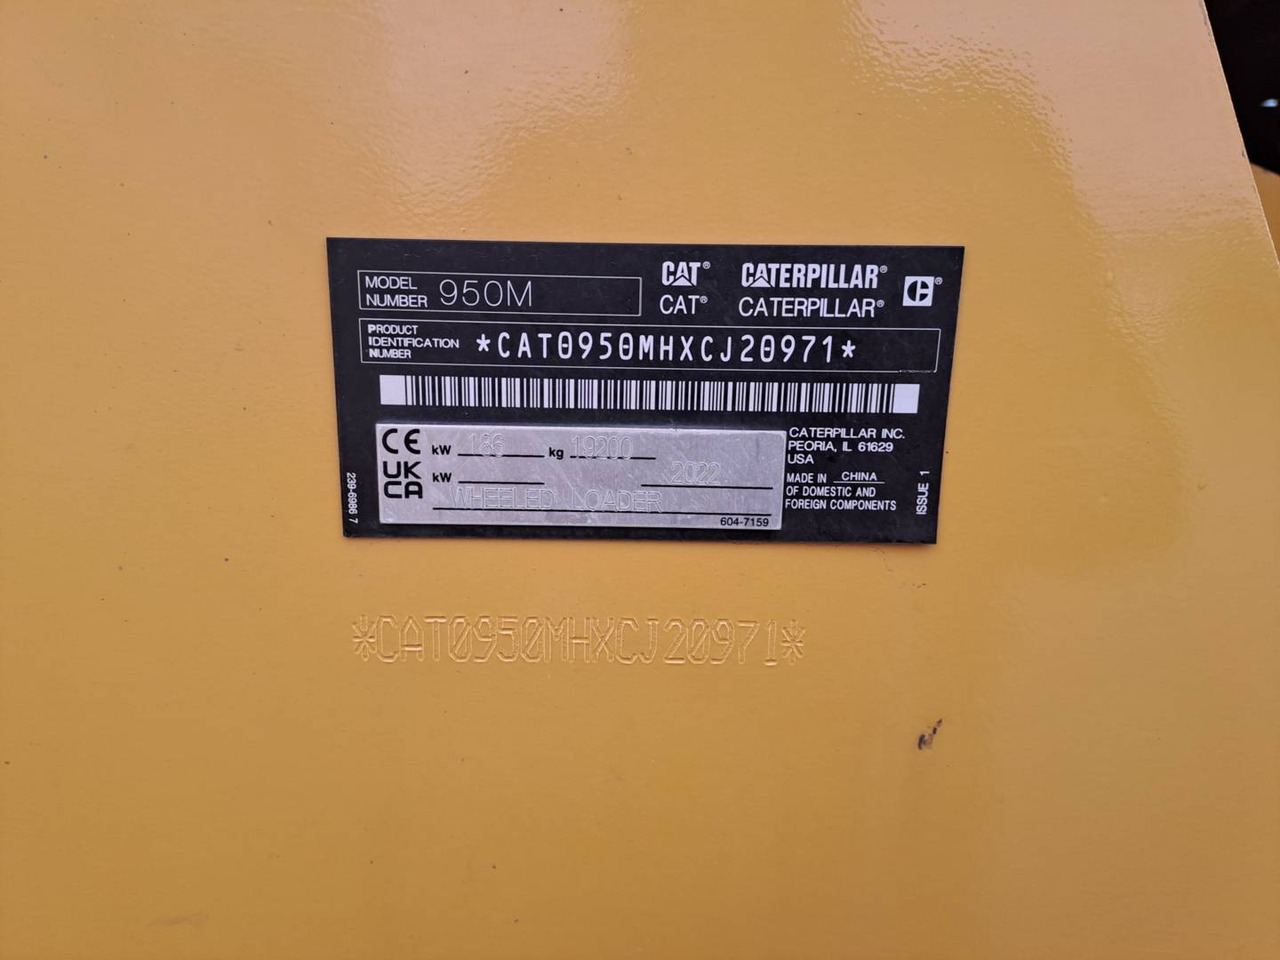 MODEL NUMBER 950M
CAT® CATERPILLAR®
CAT® CATERPILLAR®
PRODUCT IDENTIFICATION NUMBER *CAT0950MHXCJ20971*
CE kW 186 kg 19200
UKCA kW 2022
WHEELED LOADER
604-7159
CATERPILLAR INC.
PEORIA, IL 61629
USA
MADE IN CHINA
OF DOMESTIC AND
FOREIGN COMPONENTS
239-6986 7
ISSUE 1
*CAT0950MHXCJ20971*